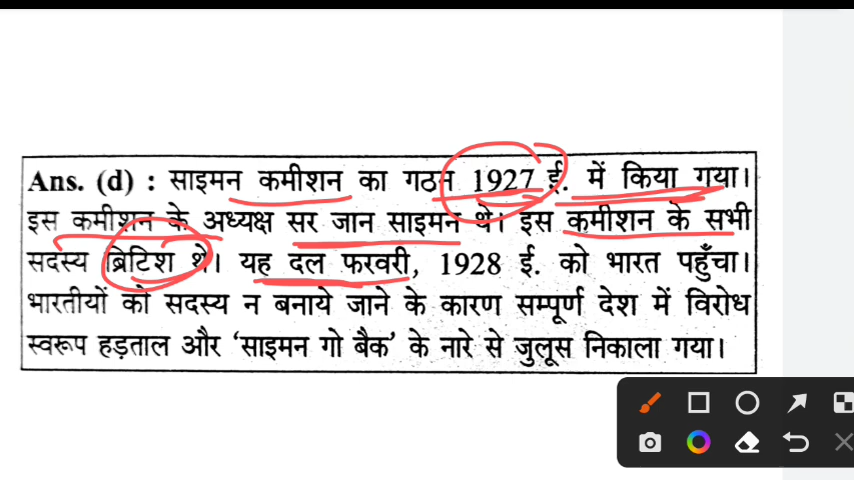 Ans. (d) : साइमन कमीशन का गठन 1927 ई. में किया गया।
इस कमीशन के अध्यक्ष सर जान साइमन थे। इस कमीशन के सभी
सदस्य ब्रिटिश थे। यह दल फरवरी, 1928 ई. को भारत पहुँचा।
भारतीयों को सदस्य न बनाये जाने के कारण सम्पूर्ण देश में विरोध
स्वरूप हड़ताल और ‘साइमन गो बैक’ के नारे से जुलूस निकाला गया।